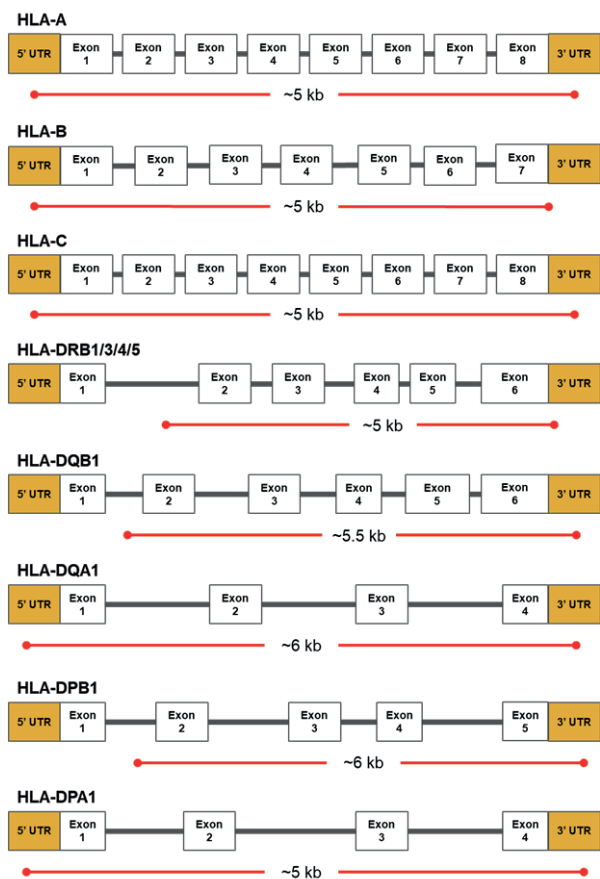 HLA-A
5' UTR Exon 1 Exon 2 Exon 3 Exon 4 Exon 5 Exon 6 Exon 7 Exon 8 3' UTR
~5 kb
HLA-B
5' UTR Exon 1 Exon 2 Exon 3 Exon 4 Exon 5 Exon 6 Exon 7 3' UTR
~5 kb
HLA-C
5' UTR Exon 1 Exon 2 Exon 3 Exon 4 Exon 5 Exon 6 Exon 7 Exon 8 3' UTR
~5 kb
HLA-DRB1/3/4/5
5' UTR Exon 1 Exon 2 Exon 3 Exon 4 Exon 5 Exon 6 3' UTR
~5 kb
HLA-DQB1
5' UTR Exon 1 Exon 2 Exon 3 Exon 4 Exon 5 Exon 6 3' UTR
~5.5 kb
HLA-DQA1
5' UTR Exon 1 Exon 2 Exon 3 Exon 4 3' UTR
~6 kb
HLA-DPB1
5' UTR Exon 1 Exon 2 Exon 3 Exon 4 Exon 5 3' UTR
~6 kb
HLA-DPA1
5' UTR Exon 1 Exon 2 Exon 3 Exon 4 3' UTR
~5 kb